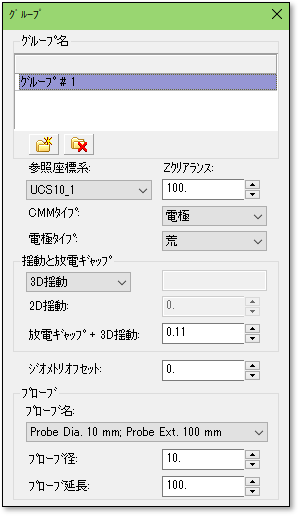 ｸﾞﾙｰﾌﾟ
ｸﾞﾙｰﾌﾟ名
ｸﾞﾙｰﾌﾟ# 1
参照座標系:
Zｸﾘｱﾗﾝｽ:
UCS10_1
100.
CMMﾀｲﾌﾟ:
電極
電極ﾀｲﾌﾟ:
荒
揺動と放電ｷﾞｬｯﾌﾟ
3D揺動
2D揺動:
0.
放電ｷﾞｬｯﾌﾟ + 3D揺動:
0.11
ｼﾞｵﾒﾄﾘｵﾌｾｯﾄ:
0.
ﾌﾟﾛｰﾌﾞ
ﾌﾟﾛｰﾌﾞ名:
Probe Dia. 10 mm; Probe Ext. 100 mm
ﾌﾟﾛｰﾌﾞ径:
10.
ﾌﾟﾛｰﾌﾞ延長:
100.